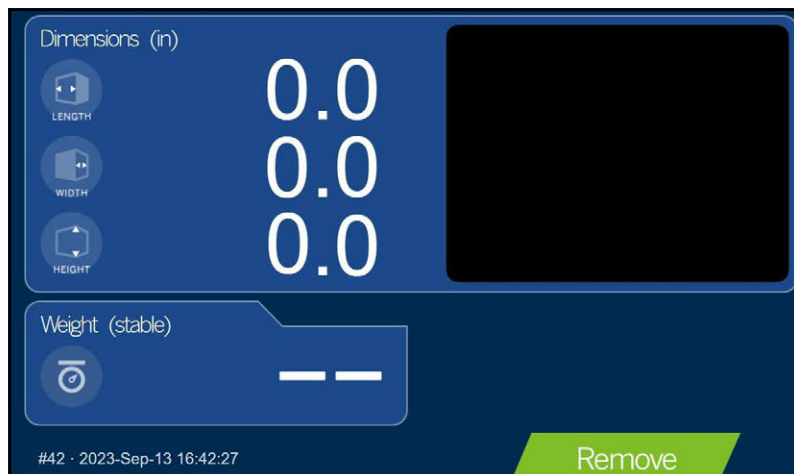 Dimensions (in)
LENGTH
0.0
WIDTH
0.0
HEIGHT
0.0
Weight (stable)
--
#42 · 2023-Sep-13 16:42:27
Remove